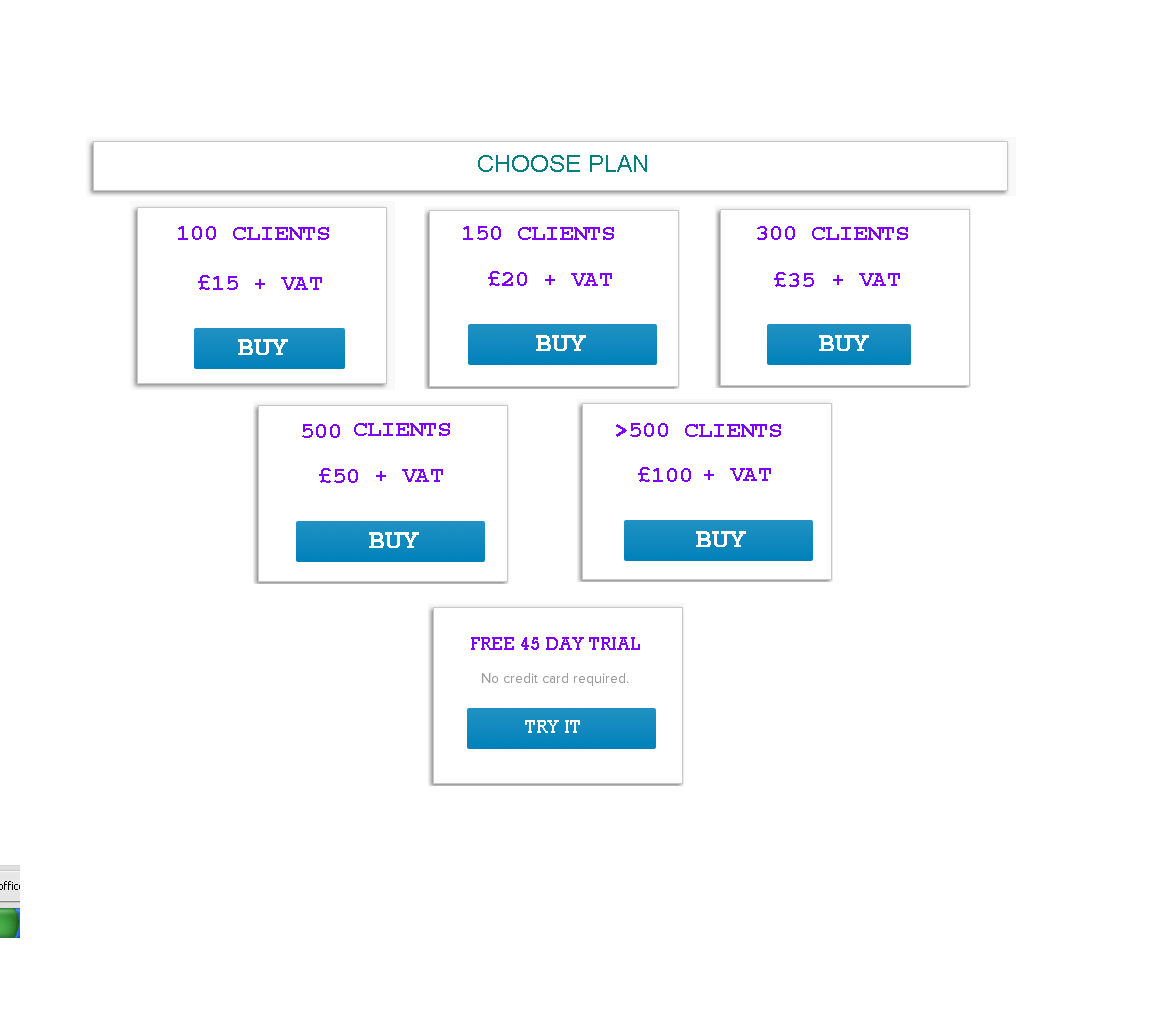 CHOOSE PLAN
100 CLIENTS
£15 + VAT
BUY
150 CLIENTS
£20 + VAT
BUY
300 CLIENTS
£35 + VAT
BUY
500 CLIENTS
£50 + VAT
BUY
>500 CLIENTS
£100 + VAT
BUY
FREE 45 DAY TRIAL
No credit card required.
TRY IT